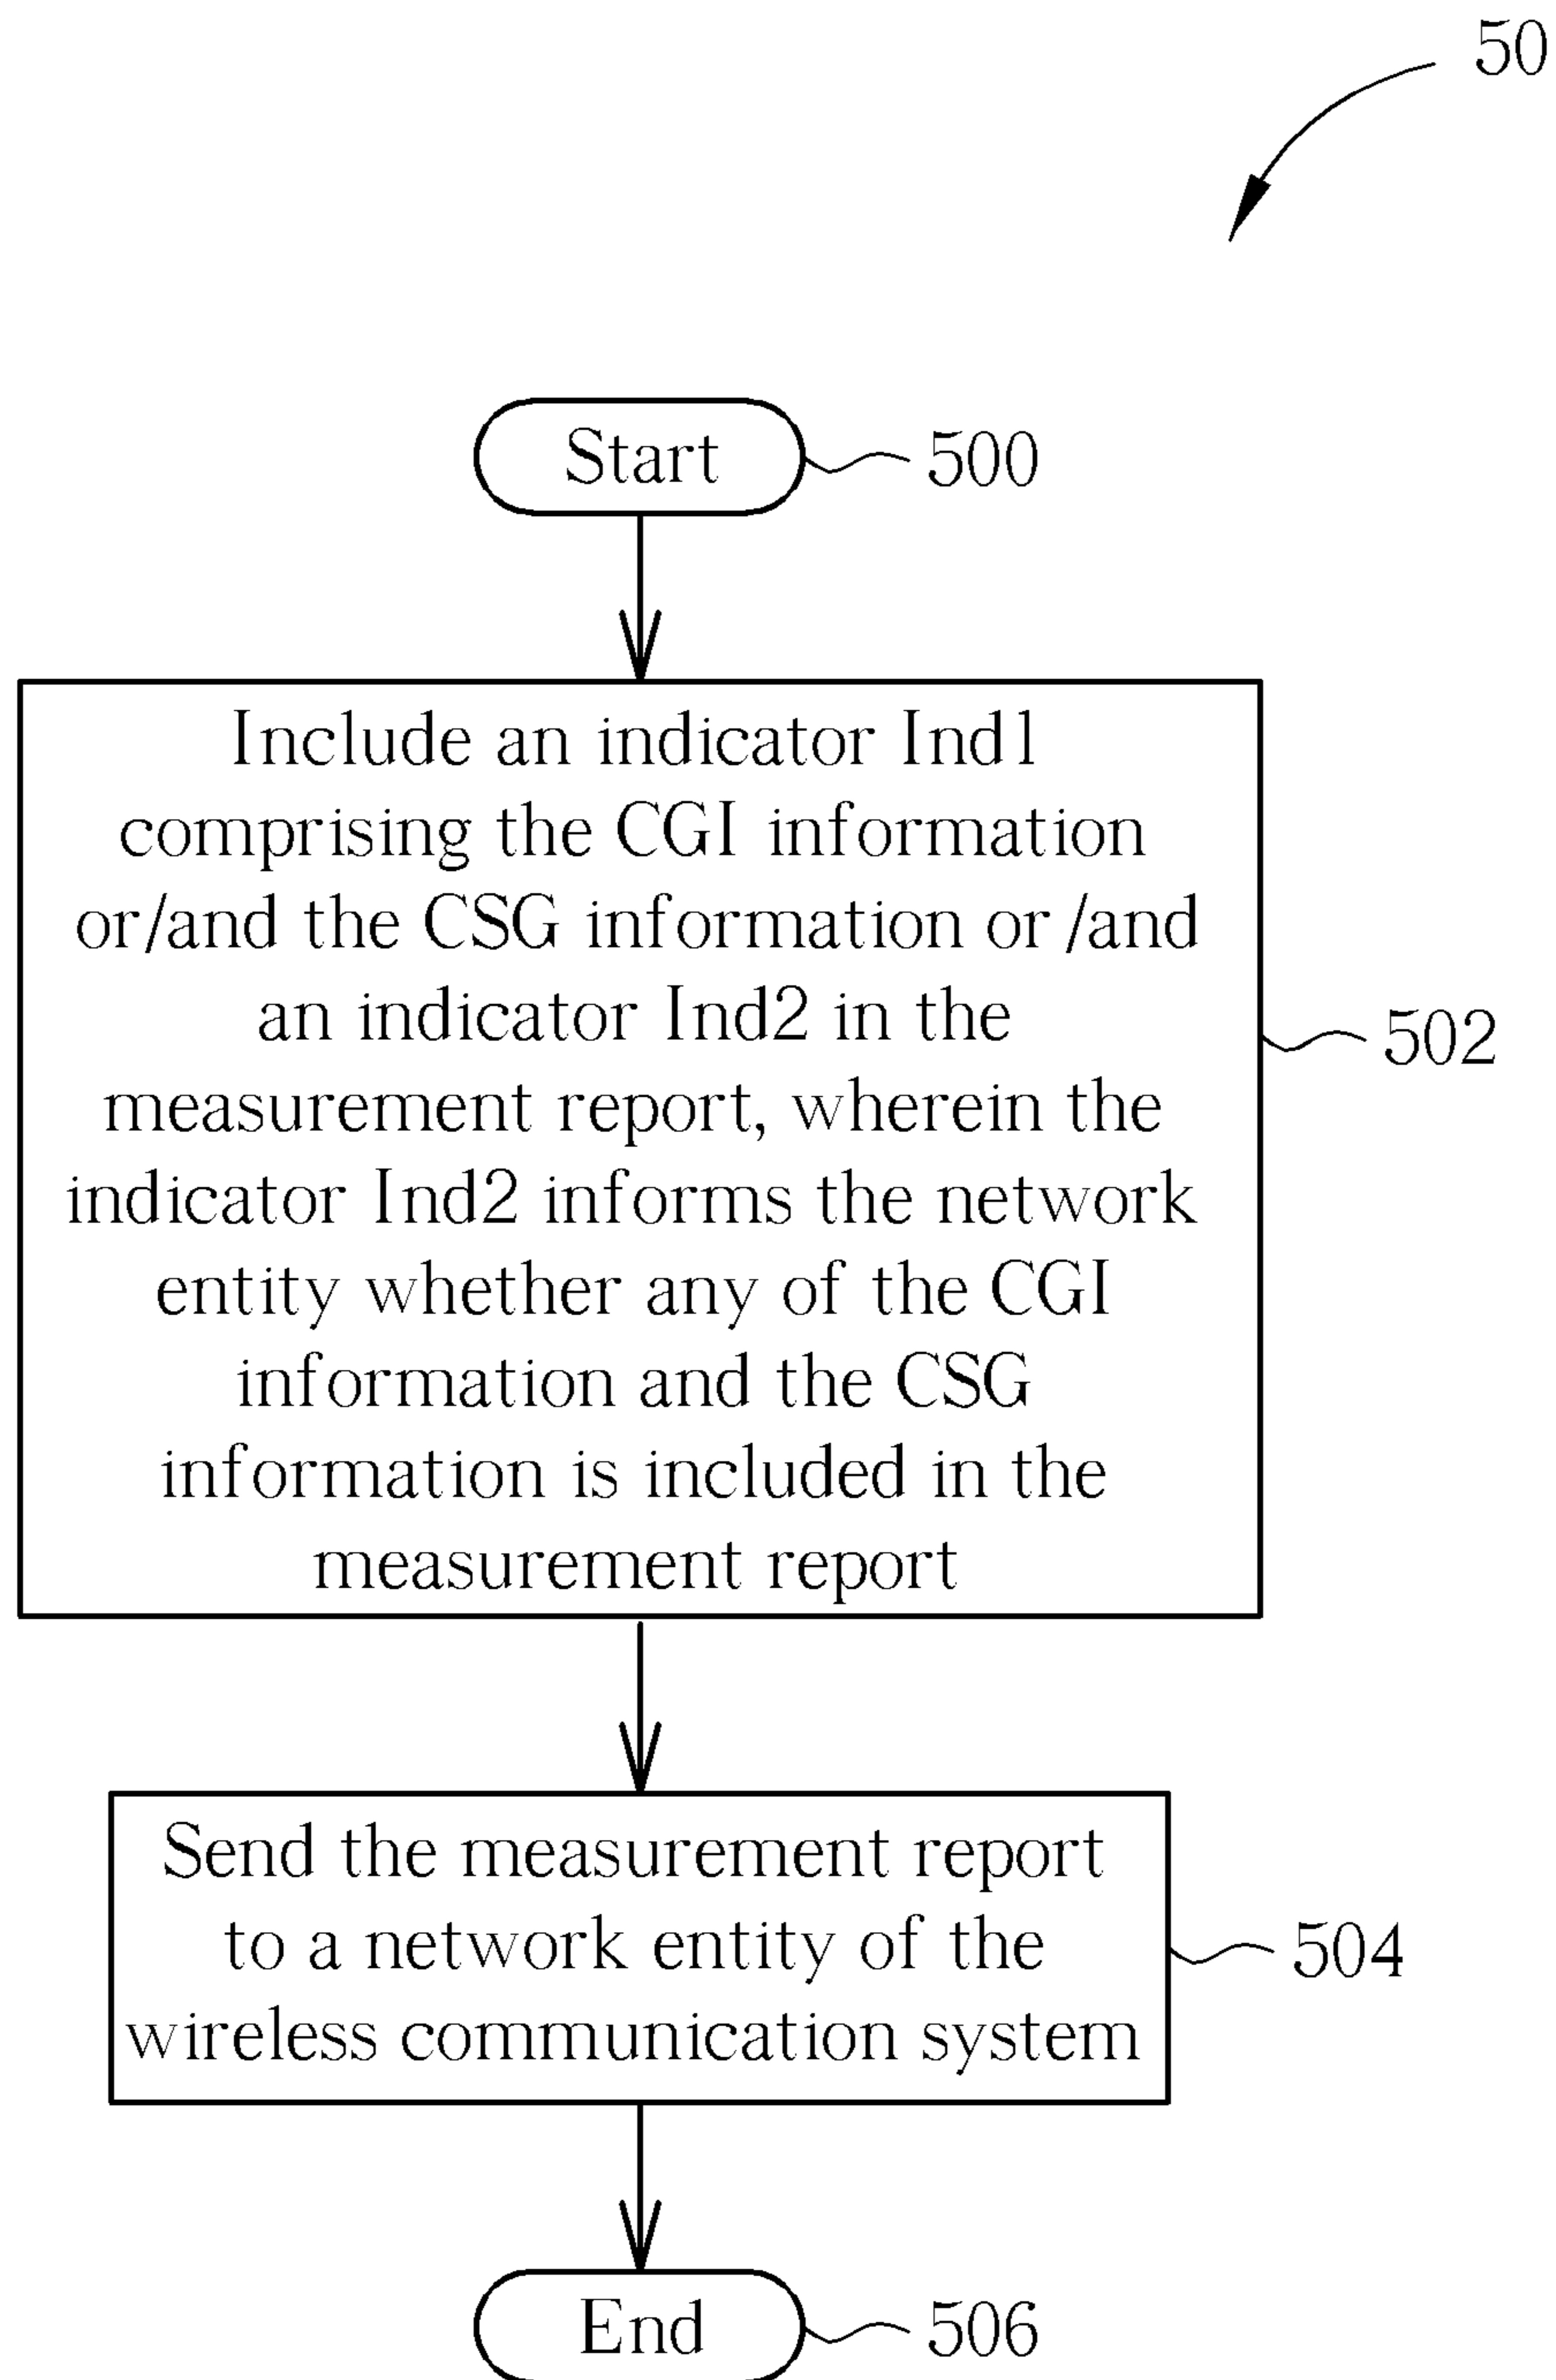 50
Start
500
Include an indicator Ind1
comprising the CGI information
or/and the CSG information or/and
an indicator Ind2 in the
measurement report, wherein the
indicator Ind2 informs the network
entity whether any of the CGI
information and the CSG
information is included in the
measurement report
502
Send the measurement report
to a network entity of the
wireless communication system
504
End
506